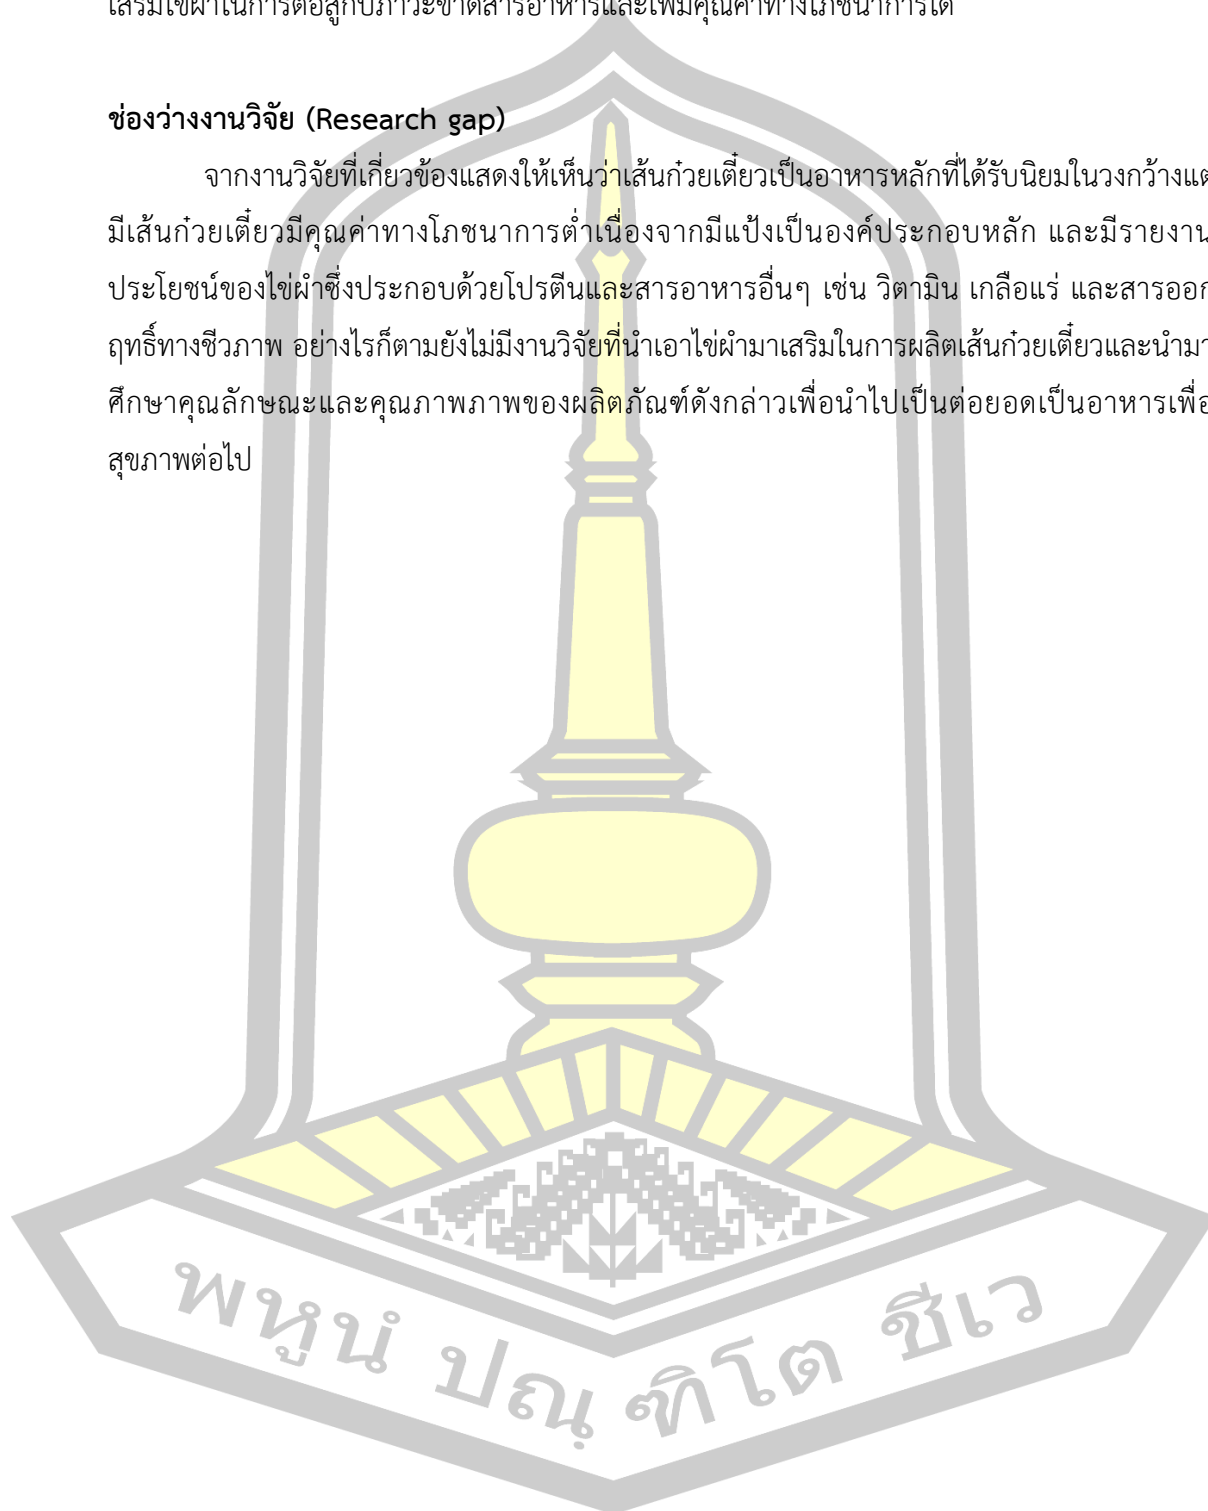 เสริมไข่ผำในการต่อสู้กับภาวะขาดสารอาหารและเพิ่มคุณค่าทางโภชนาการได้
ช่องว่างงานวิจัย (Research gap)
จากงานวิจัยที่เกี่ยวข้องแสดงให้เห็นว่าเส้นก๋วยเตี๋ยวเป็นอาหารหลักที่ได้รับนิยมในวงกว้างแต่
มีเส้นก๋วยเตี๋ยวมีคุณค่าทางโภชนาการต่ำเนื่องจากมีแป้งเป็นองค์ประกอบหลัก และมีรายงาน
ประโยชน์ของไข่ผำซึ่งประกอบด้วยโปรตีนและสารอาหารอื่นๆ เช่น วิตามิน เกลือแร่ และสารออก
ฤทธิ์ทางชีวภาพ อย่างไรก็ตามยังไม่มีงานวิจัยที่นำเอาไข่ผำมาเสริมในการผลิตเส้นก๋วยเตี๋ยวและนำมา
ศึกษาคุณลักษณะและคุณภาพภาพของผลิตภัณฑ์ดังกล่าวเพื่อนำไปเป็นต่อยอดเป็นอาหารเพื่อ
สุขภาพต่อไป
พหูนํ ปณฺฑิโต ชีเว